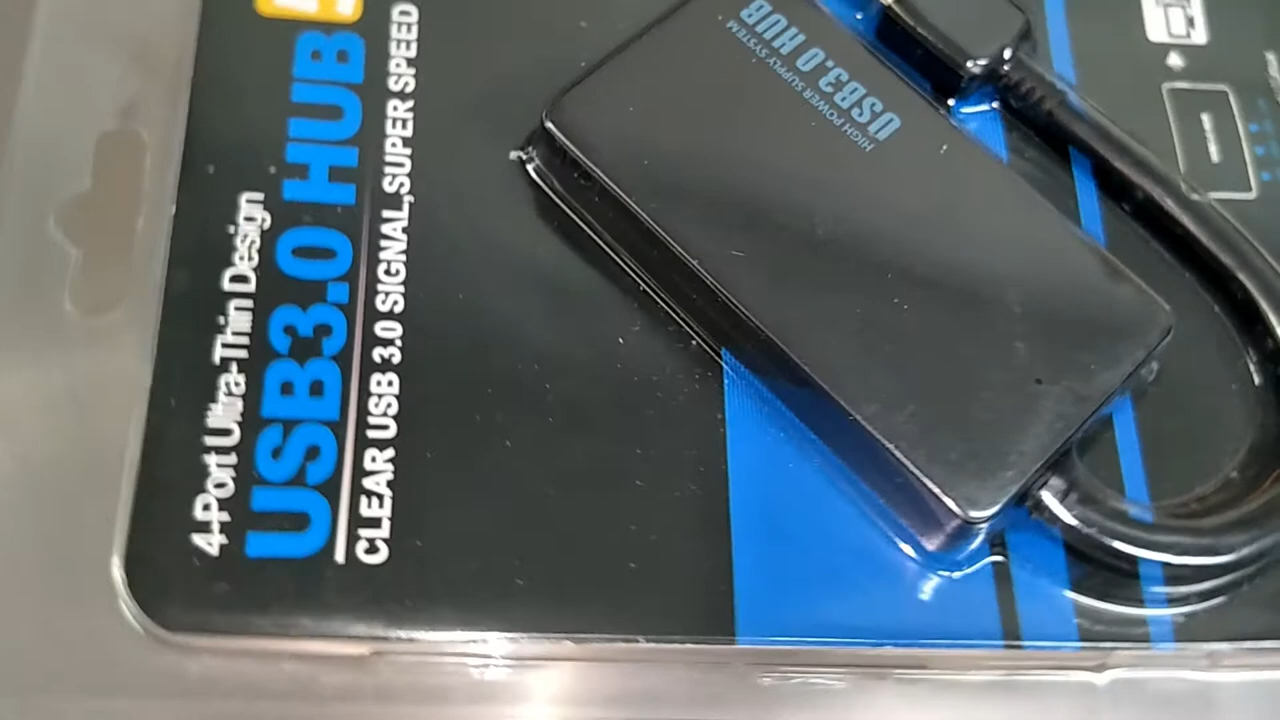 4-Port Ultra-Thin Design
USB3.0 HUB
CLEAR USB 3.0 SIGNAL,SUPER SPEED
HIGH POWER SUPPLY SYSTEM
USB3.0 HUB